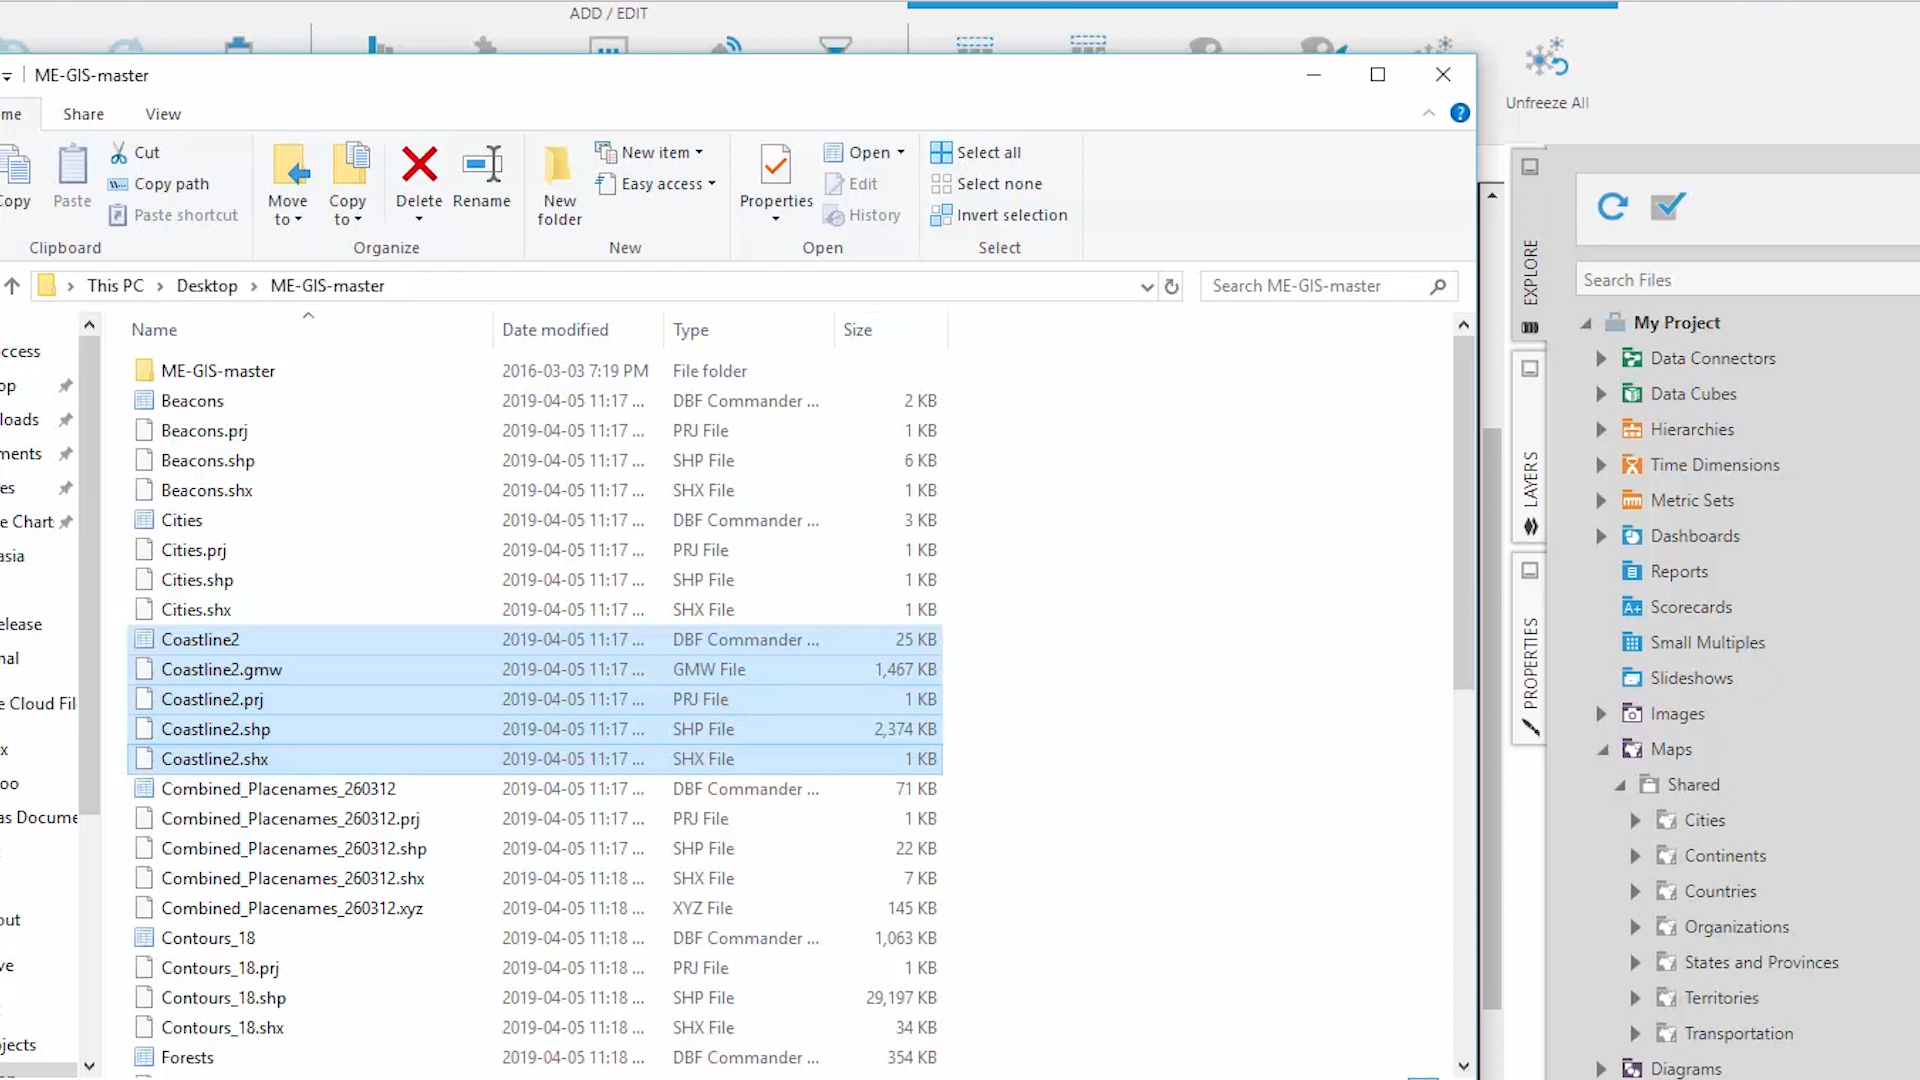 ADD / EDIT
Unfreeze All
ME-GIS-master
me
Share
View
Copy
Paste
Cut
Copy path
Paste shortcut
Clipboard
Move to
Copy to
Delete
Rename
Organize
New folder
New item
Easy access
New
Properties
Open
Edit
History
Open
Select all
Select none
Invert selection
Select
This PC > Desktop > ME-GIS-master
Search ME-GIS-master
ccess
op
loads
ments
es
e Chart
asia
elease
nal
e Cloud Fil
x
oo
as Docume
out
ve
jects
Name Date modified Type Size
ME-GIS-master 2016-03-03 7:19 PM File folder
Beacons 2019-04-05 11:17 ... DBF Commander ... 2 KB
Beacons.prj 2019-04-05 11:17 ... PRJ File 1 KB
Beacons.shp 2019-04-05 11:17 ... SHP File 6 KB
Beacons.shx 2019-04-05 11:17 ... SHX File 1 KB
Cities 2019-04-05 11:17 ... DBF Commander ... 3 KB
Cities.prj 2019-04-05 11:17 ... PRJ File 1 KB
Cities.shp 2019-04-05 11:17 ... SHP File 1 KB
Cities.shx 2019-04-05 11:17 ... SHX File 1 KB
Coastline2 2019-04-05 11:17 ... DBF Commander ... 25 KB
Coastline2.gmw 2019-04-05 11:17 ... GMW File 1,467 KB
Coastline2.prj 2019-04-05 11:17 ... PRJ File 1 KB
Coastline2.shp 2019-04-05 11:17 ... SHP File 2,374 KB
Coastline2.shx 2019-04-05 11:17 ... SHX File 1 KB
Combined_Placenames_260312 2019-04-05 11:17 ... DBF Commander ... 71 KB
Combined_Placenames_260312.prj 2019-04-05 11:17 ... PRJ File 1 KB
Combined_Placenames_260312.shp 2019-04-05 11:17 ... SHP File 22 KB
Combined_Placenames_260312.shx 2019-04-05 11:18 ... SHX File 7 KB
Combined_Placenames_260312.xyz 2019-04-05 11:18 ... XYZ File 145 KB
Contours_18 2019-04-05 11:18 ... DBF Commander ... 1,063 KB
Contours_18.prj 2019-04-05 11:18 ... PRJ File 1 KB
Contours_18.shp 2019-04-05 11:18 ... SHP File 29,197 KB
Contours_18.shx 2019-04-05 11:18 ... SHX File 34 KB
Forests 2019-04-05 11:18 ... DBF Commander ... 354 KB
EXPLORE
LAYERS
PROPERTIES
Search Files
My Project
Data Connectors
Data Cubes
Hierarchies
Time Dimensions
Metric Sets
Dashboards
Reports
Scorecards
Small Multiples
Slideshows
Images
Maps
Shared
Cities
Continents
Countries
Organizations
States and Provinces
Territories
Transportation
Diagrams